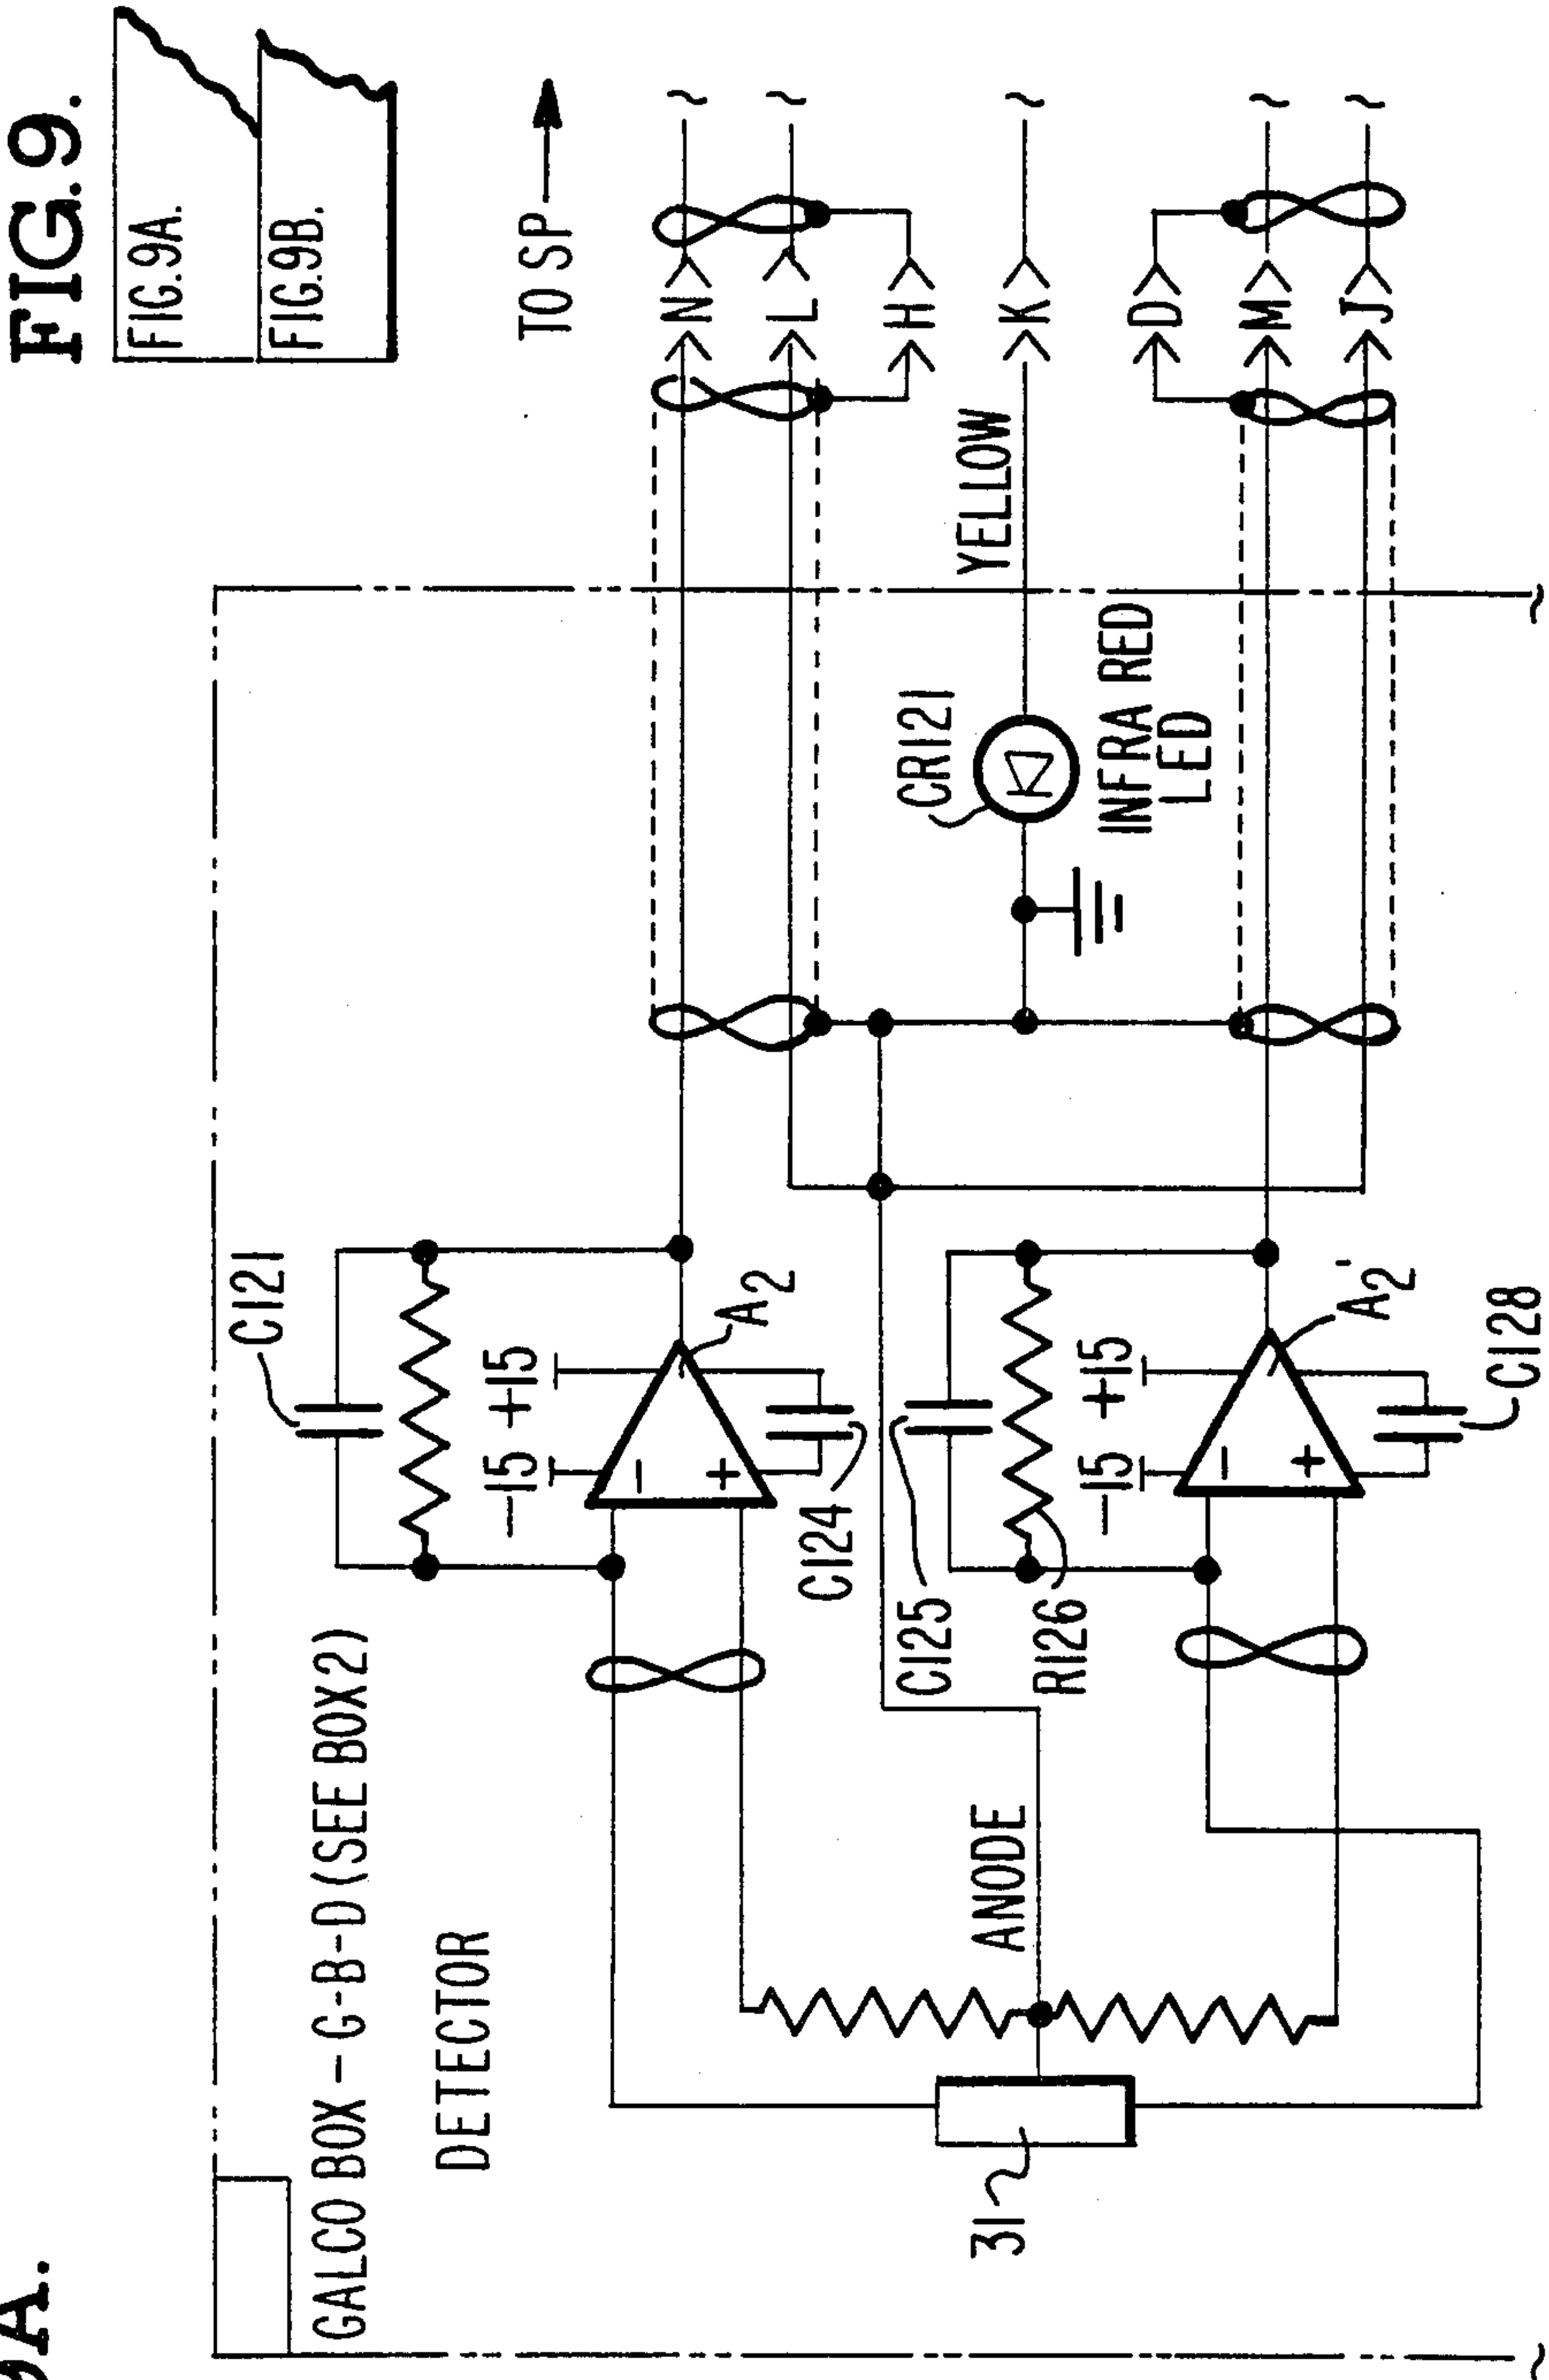 FIG.9.
FIG.9A.
FIG.9B.
9A.
GALCO BOX - G-B-D (SEE BOX 2)
DETECTOR
TO SP
C121
-15 +15
A2
C124
N
L
H
K
D
M
J
YELLOW
CR121
INFRA RED
LED
ANODE
31
C125
R126
-15 +15
A2'
C128